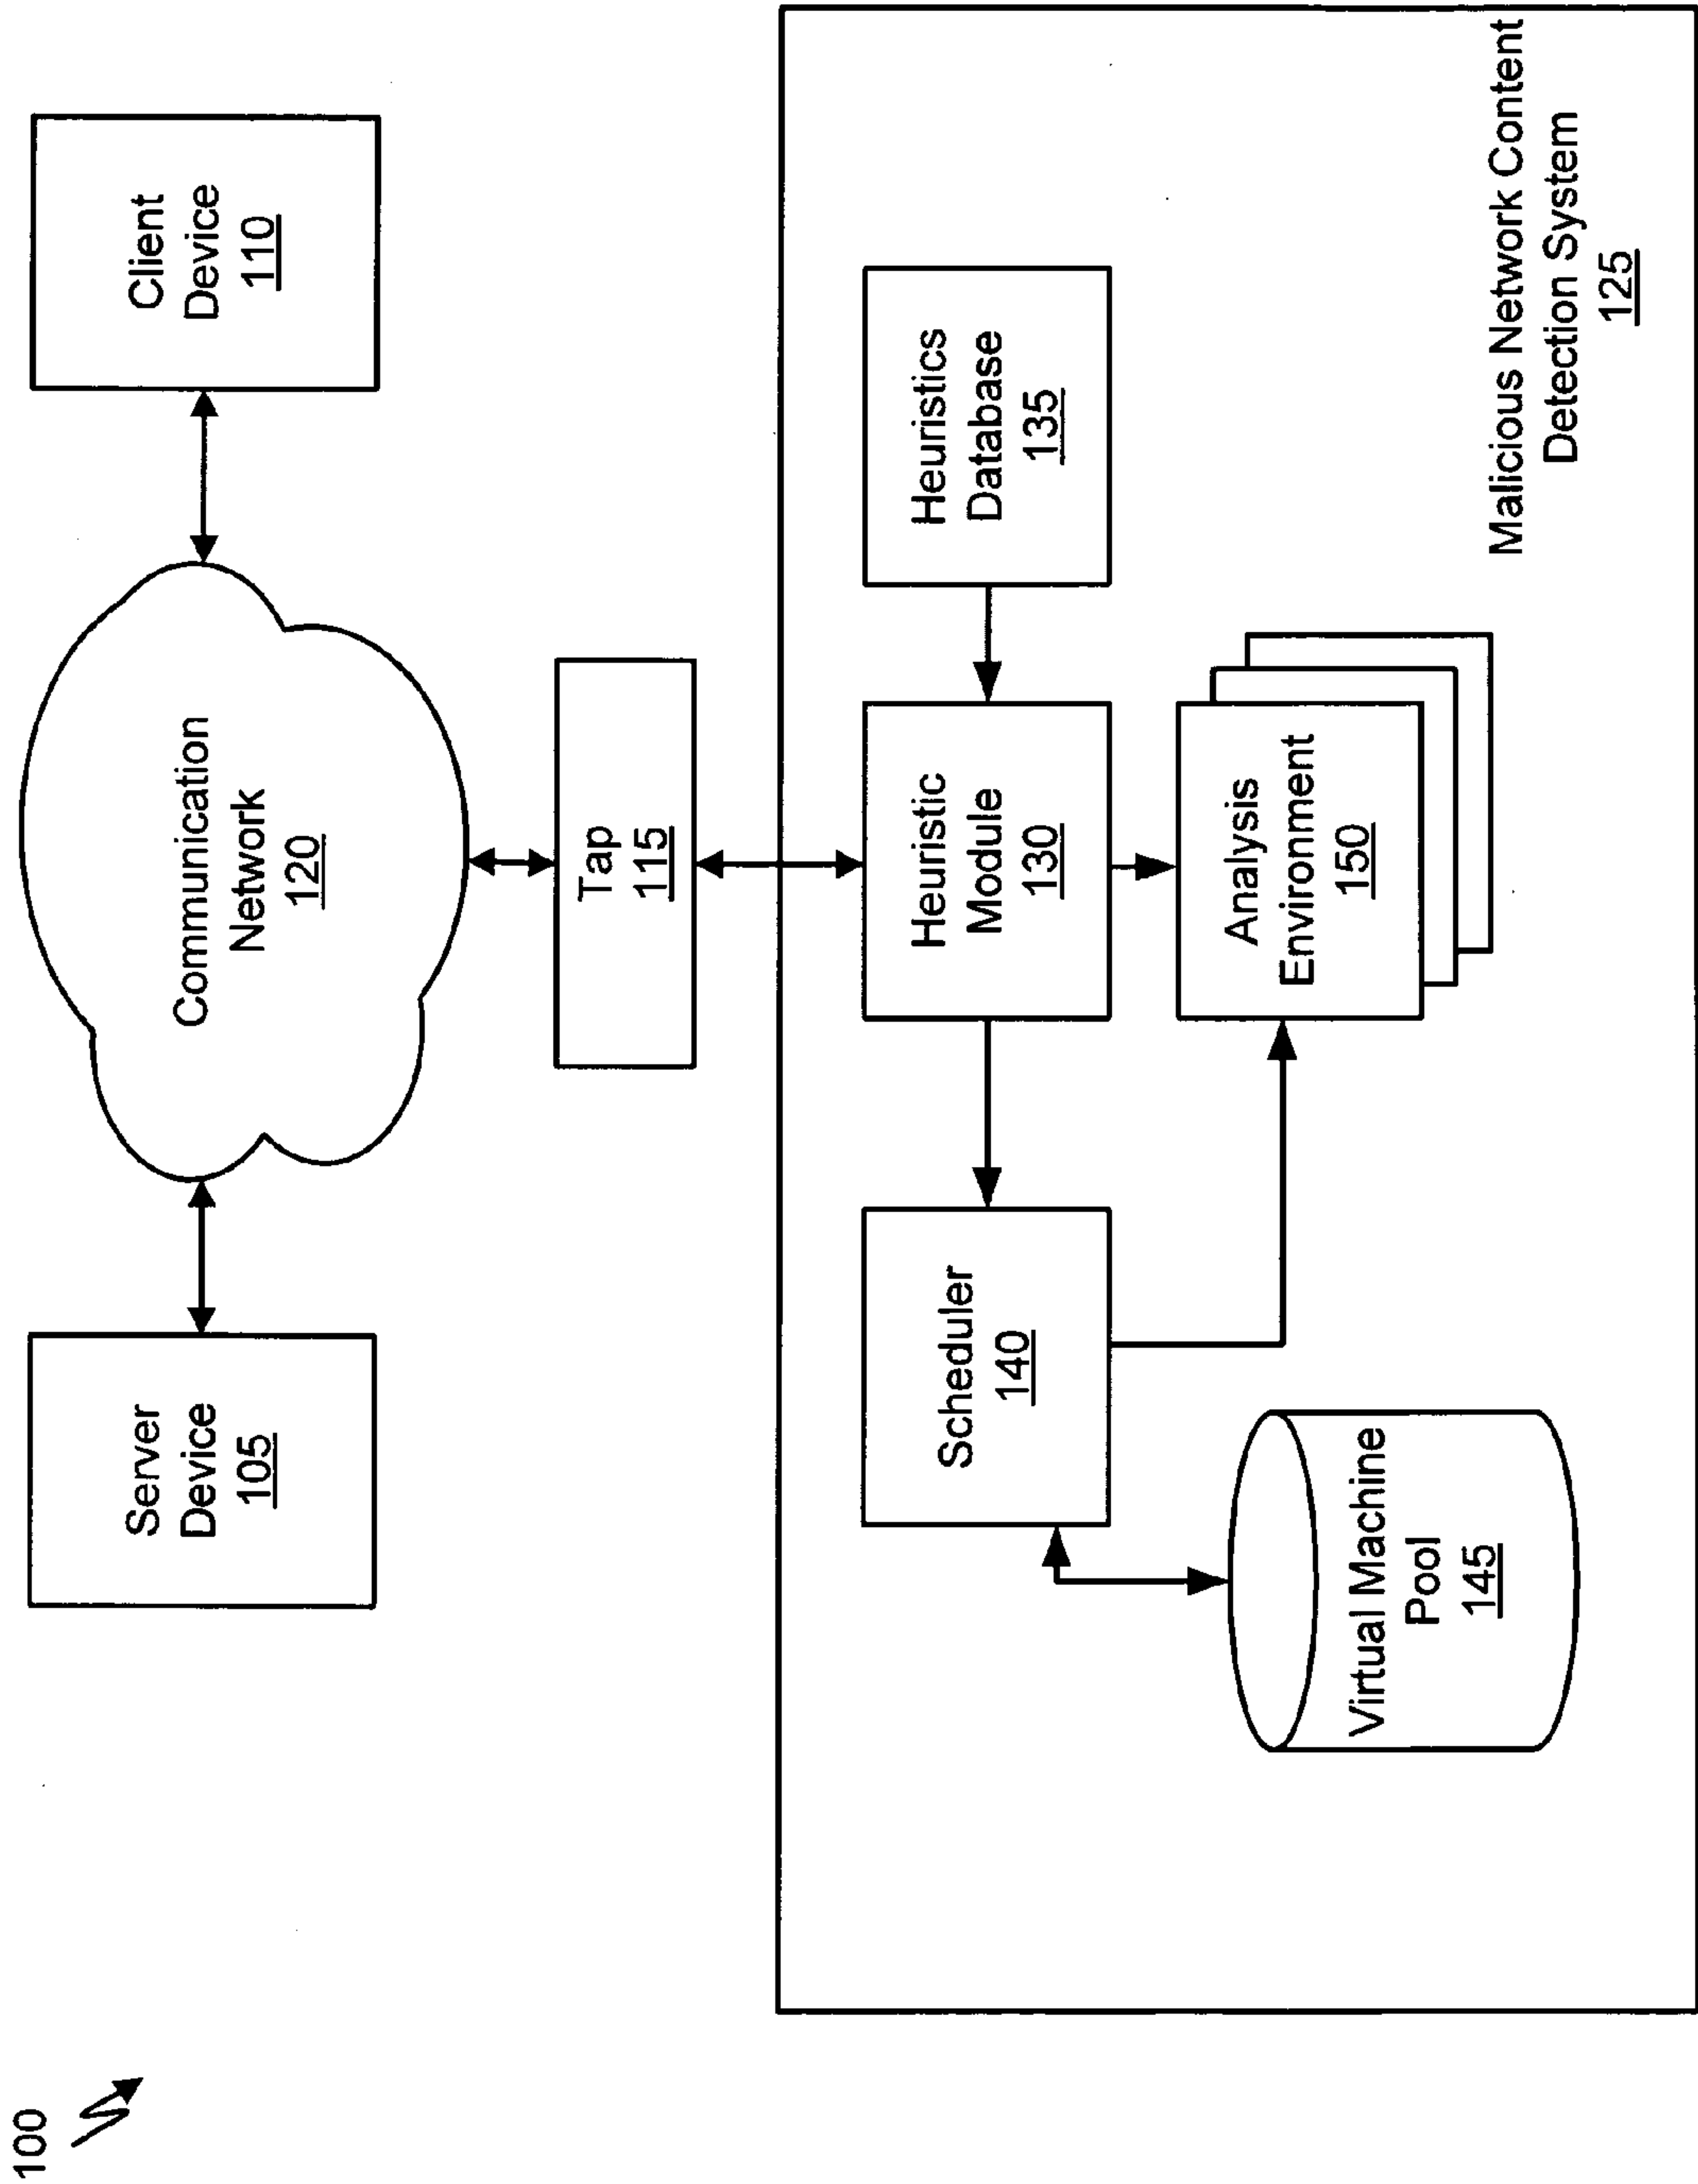 100
Server
Device
105
Communication
Network
120
Client
Device
110
Tap
115
Scheduler
140
Heuristic
Module
130
Heuristics
Database
135
Virtual Machine
Pool
145
Analysis
Environment
150
Malicious Network Content
Detection System
125